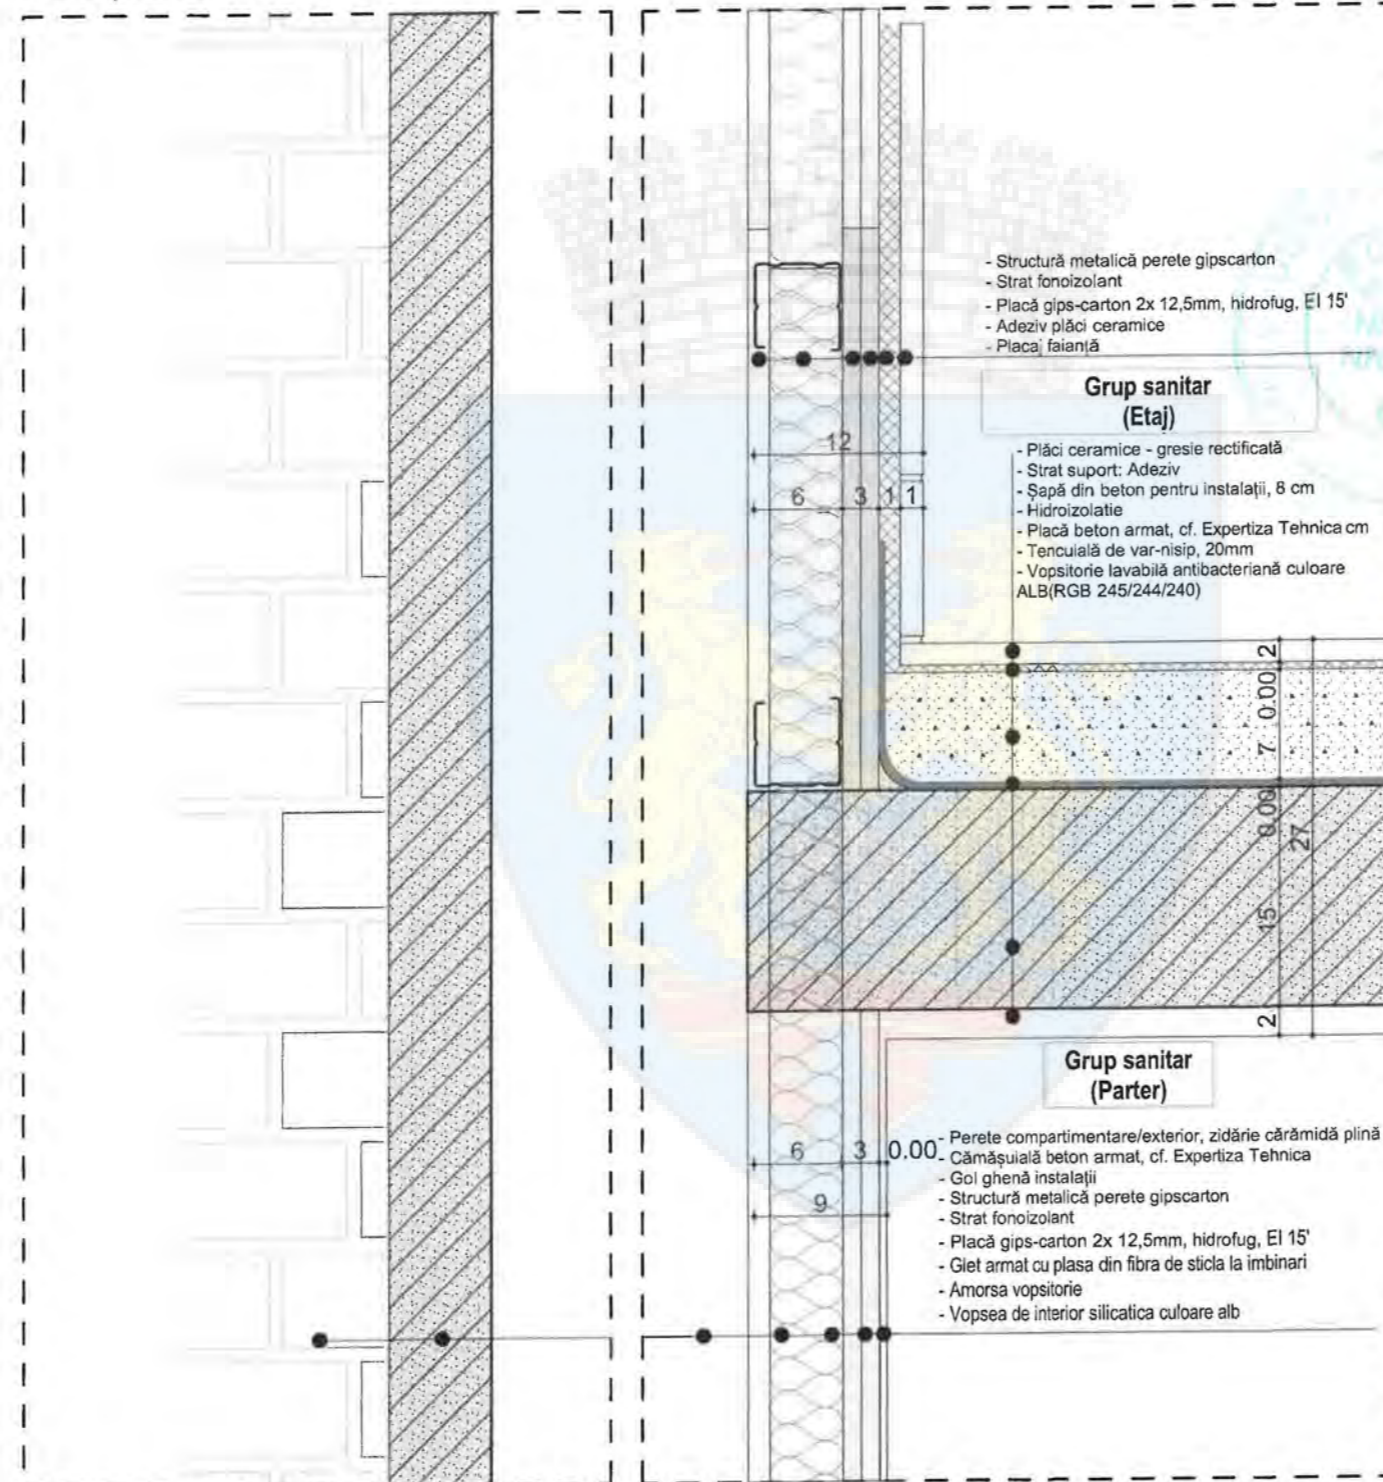 - Structură metalică perete gipscarton
- Strat fonoizolant
- Placă gips-carton 2x 12,5mm, hidrofug, EI 15'
- Adeziv plăci ceramice
- Placaj faianță
Grup sanitar
(Etaj)
- Plăci ceramice - gresie rectificată
- Strat suport: Adeziv
- Șapă din beton pentru instalații, 8 cm
- Hidroizolatie
- Placă beton armat, cf. Expertiza Tehnica cm
- Tencuială de var-nisip, 20mm
- Vopsitorie lavabilă antibacteriană culoare
ALB(RGB 245/244/240)
12
6 3 1 1
2
0.00
7
0.00
27
15
2
Grup sanitar
(Parter)
6 3 0.00
9
- Perete compartimentare/exterior, zidărie cărămidă plină
- Cămășuială beton armat, cf. Expertiza Tehnica
- Gol ghenă instalații
- Structură metalică perete gipscarton
- Strat fonoizolant
- Placă gips-carton 2x 12,5mm, hidrofug, EI 15'
- Glet armat cu plasa din fibra de sticla la imbinari
- Amorsa vopsitorie
- Vopsea de interior silicatica culoare alb